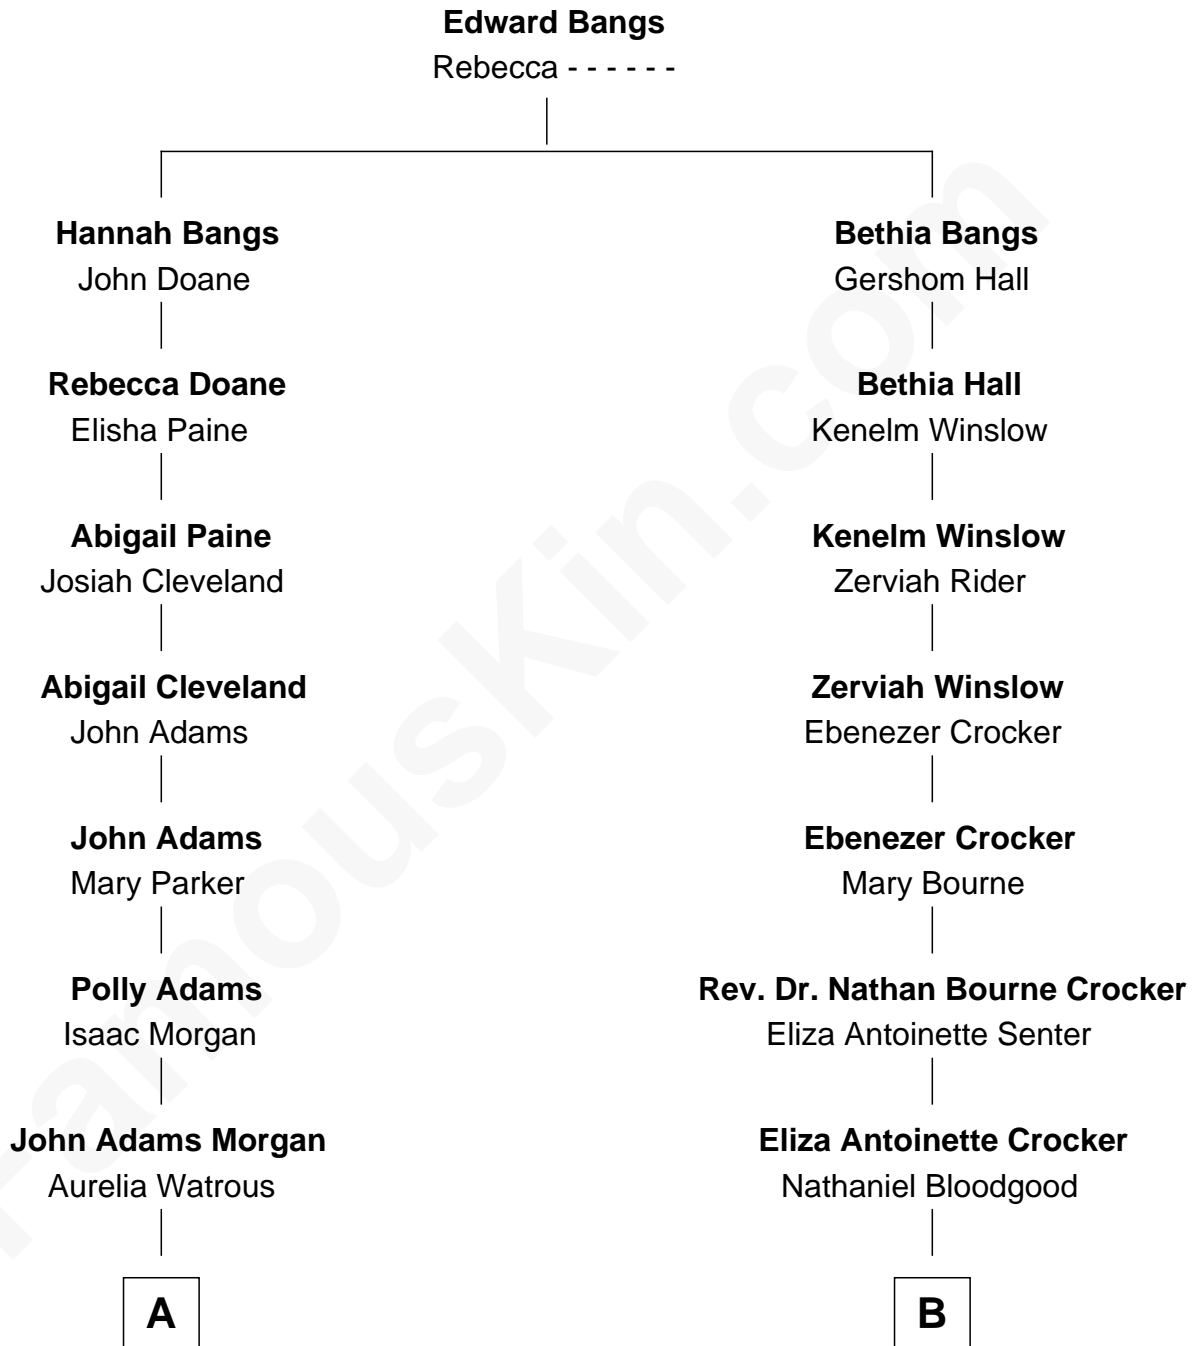 Edward Bangs
Rebecca - - - - - -
Hannah Bangs
John Doane
Rebecca Doane
Elisha Paine
Abigail Paine
Josiah Cleveland
Abigail Cleveland
John Adams
John Adams
Mary Parker
Polly Adams
Isaac Morgan
John Adams Morgan
Aurelia Watrous
A
Bethia Bangs
Gershom Hall
Bethia Hall
Kenelm Winslow
Kenelm Winslow
Zerviah Rider
Zerviah Winslow
Ebenezer Crocker
Ebenezer Crocker
Mary Bourne
Rev. Dr. Nathan Bourne Crocker
Eliza Antoinette Senter
Eliza Antoinette Crocker
Nathaniel Bloodgood
B
FamousKin.com